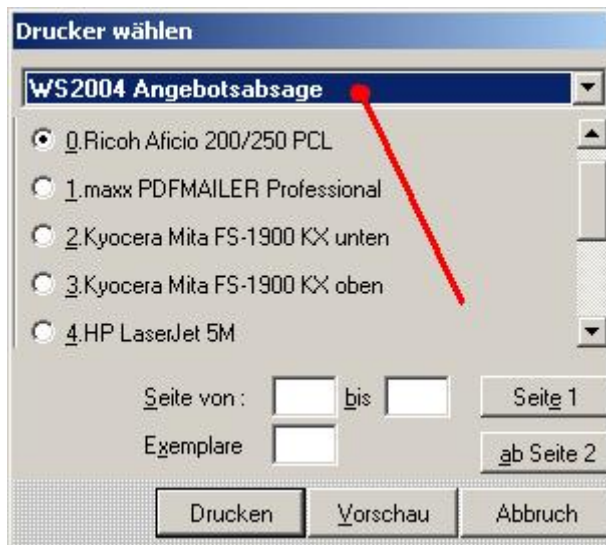 Drucker wählen
WS2004 Angebotsabsage
0.Ricoh Aficio 200/250 PCL
1.maxx PDFMAILER Professional
2.Kyocera Mita FS-1900 KX unten
3.Kyocera Mita FS-1900 KX oben
4.HP LaserJet 5M
Seite von : bis Seite 1
Exemplare ab Seite 2
Drucken Vorschau Abbruch